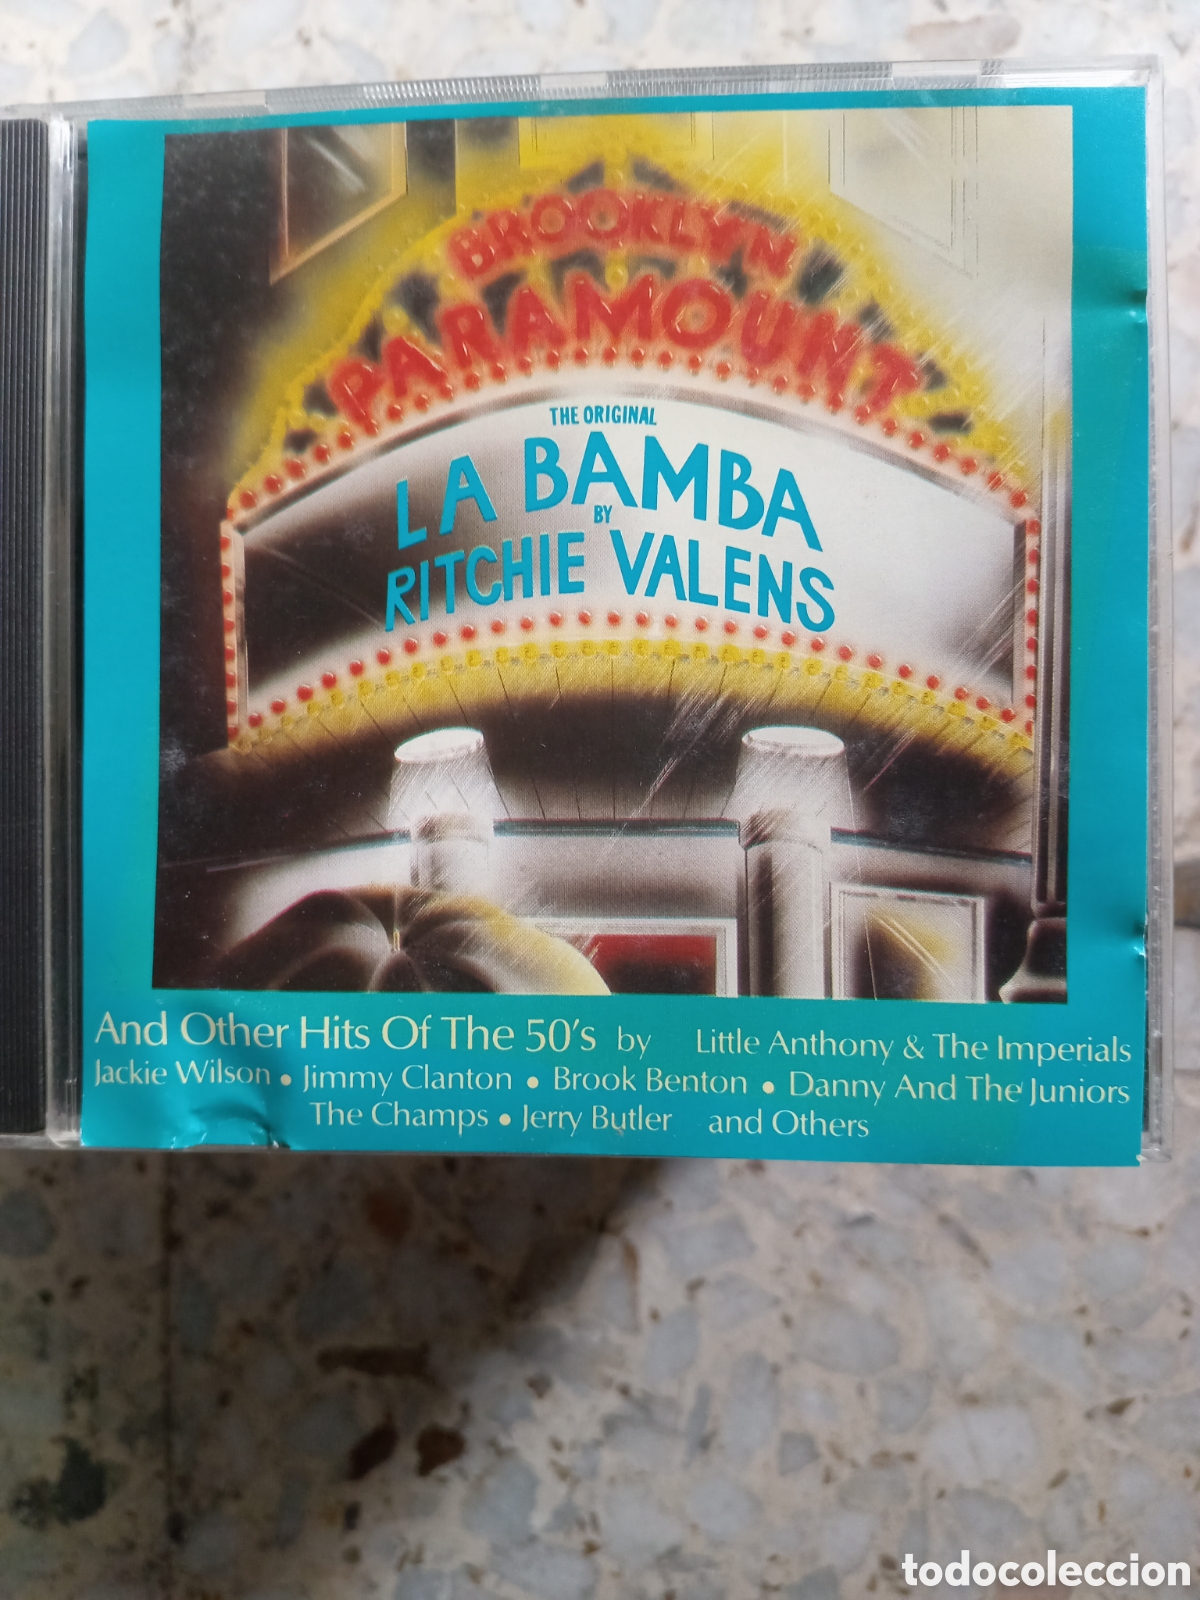 BROOKLYN
PARAMOUNT
THE ORIGINAL
LA BAMBA
BY
RITCHIE VALENS
And Other Hits Of The 50's by Little Anthony & The Imperials
Jackie Wilson • Jimmy Clanton • Brook Benton • Danny And The Juniors
The Champs • Jerry Butler and Others
todocoleccion